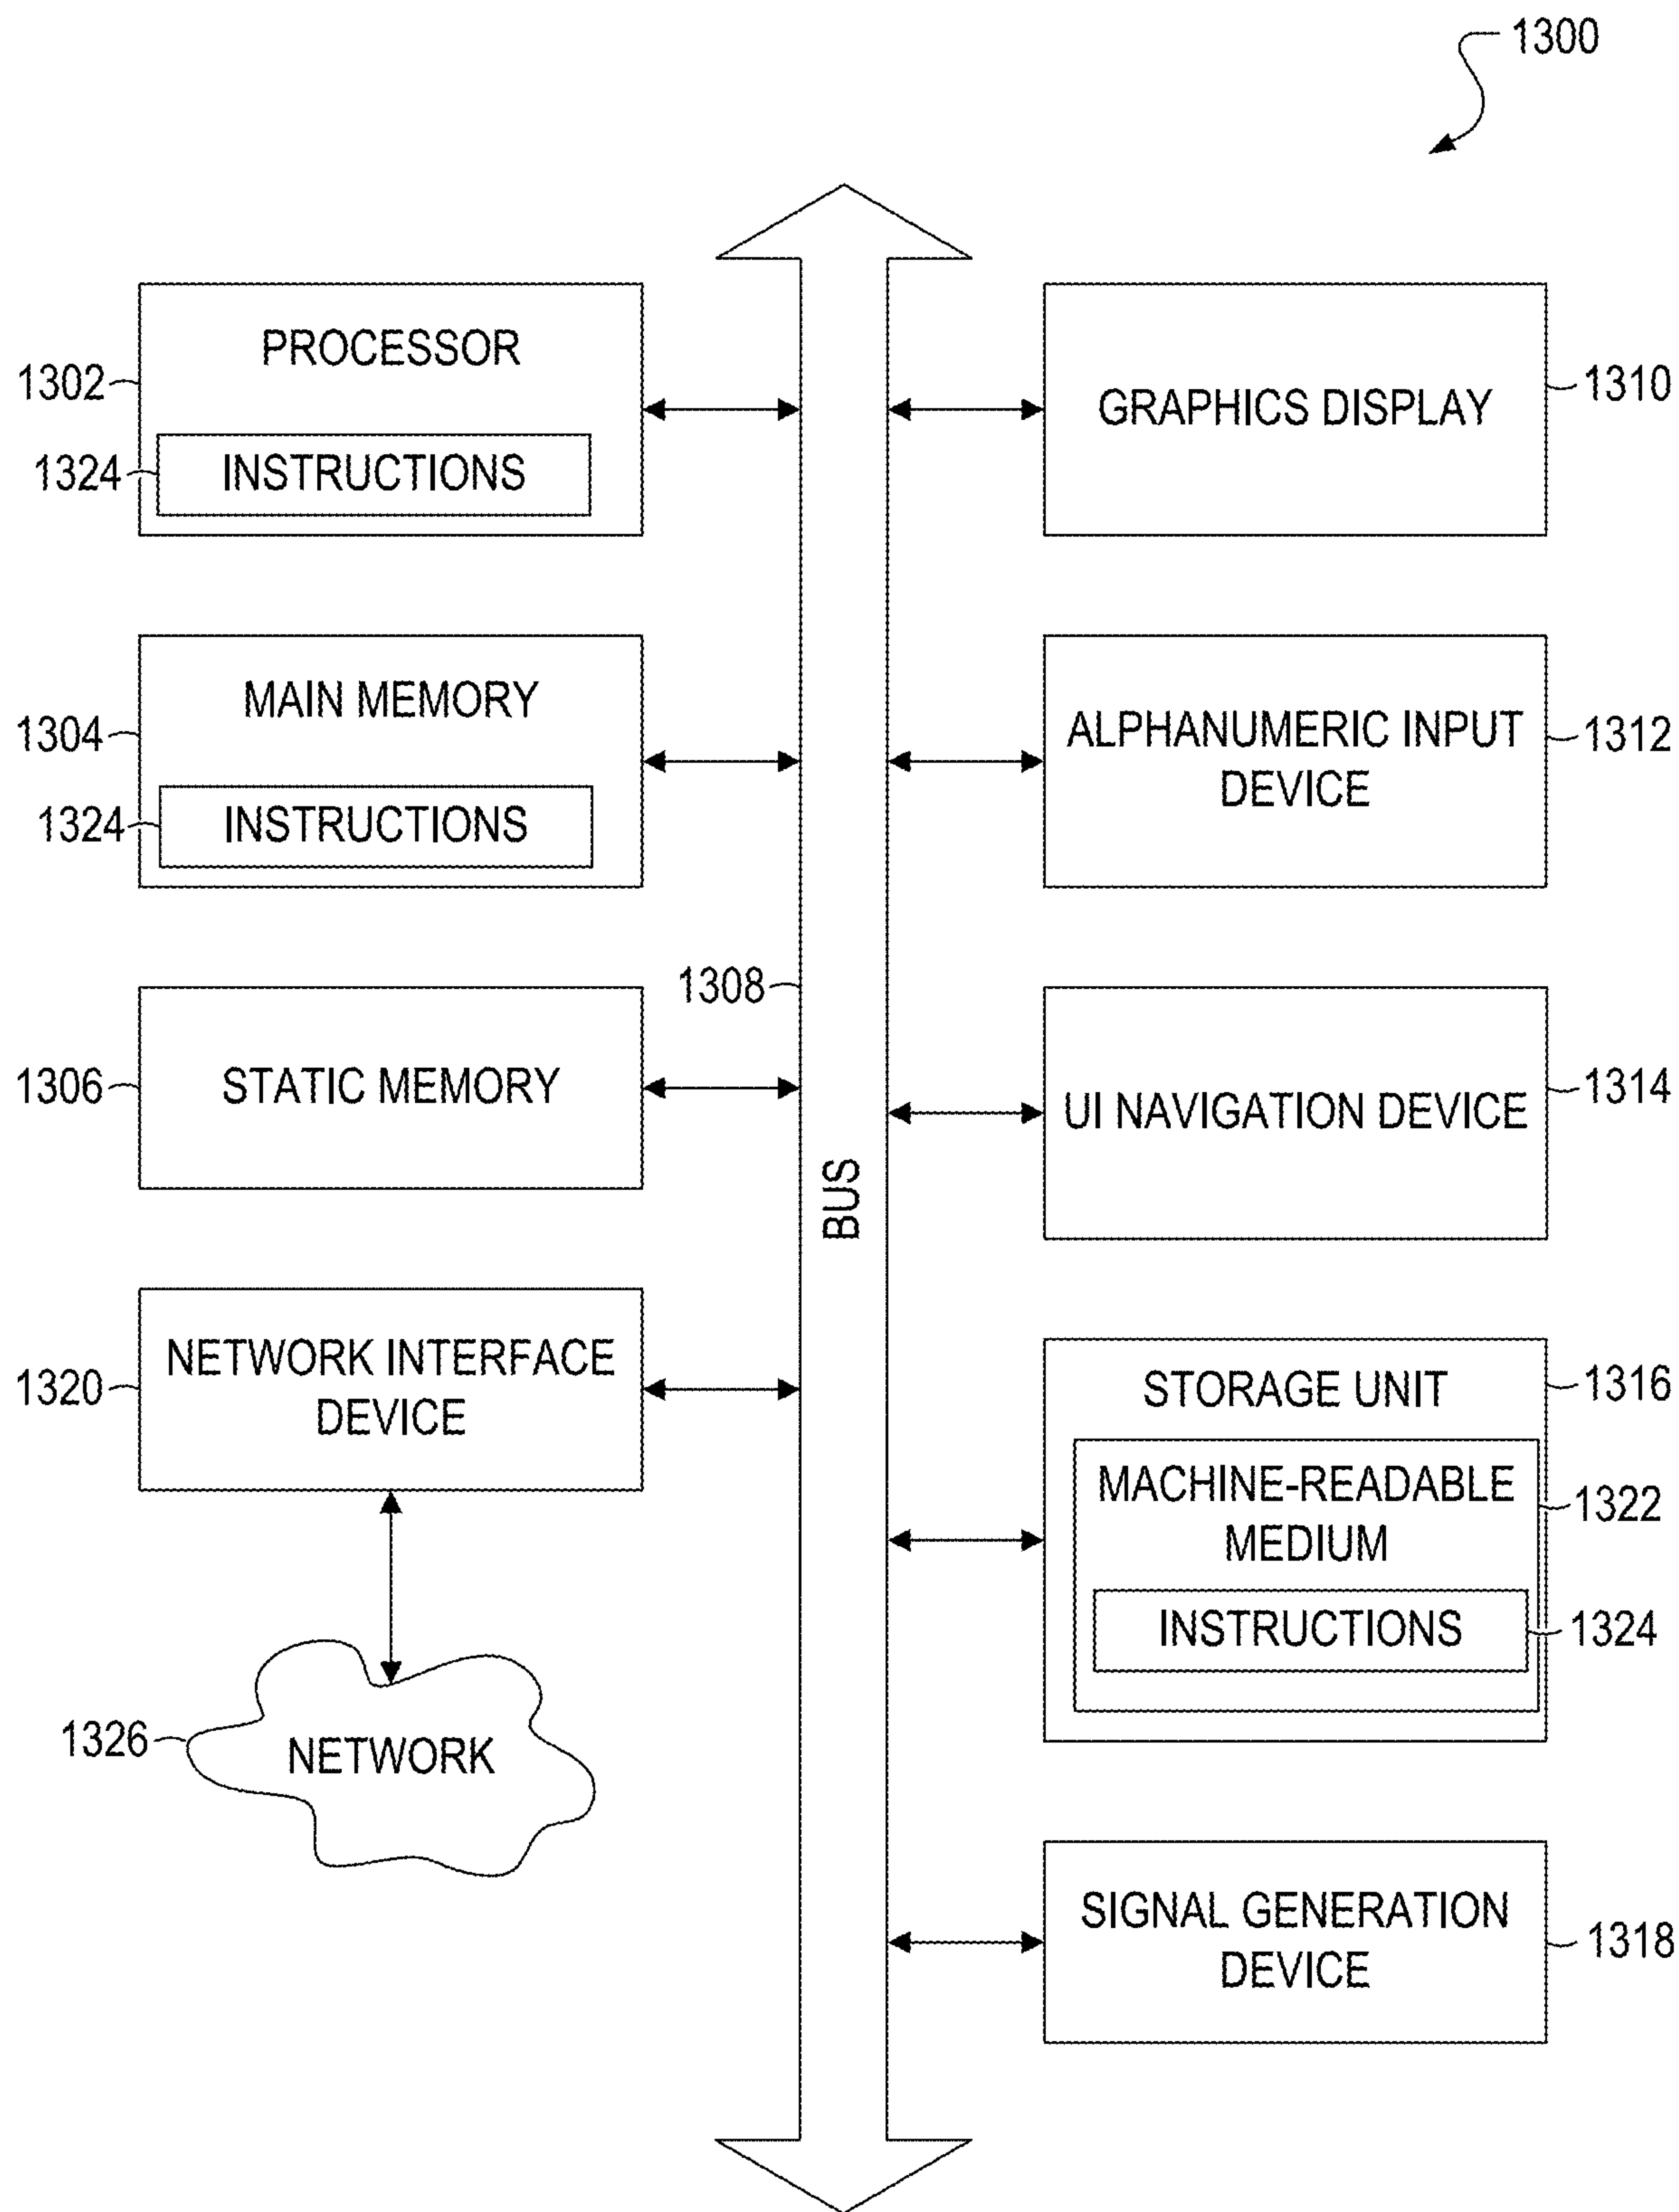 1300
PROCESSOR
1302
1324
INSTRUCTIONS
MAIN MEMORY
1304
1324
INSTRUCTIONS
1308
1306
STATIC MEMORY
BUS
NETWORK INTERFACE
DEVICE
1320
1326
NETWORK
GRAPHICS DISPLAY
1310
ALPHANUMERIC INPUT
DEVICE
1312
UI NAVIGATION DEVICE
1314
STORAGE UNIT
1316
MACHINE-READABLE
MEDIUM
1322
INSTRUCTIONS
1324
SIGNAL GENERATION
DEVICE
1318